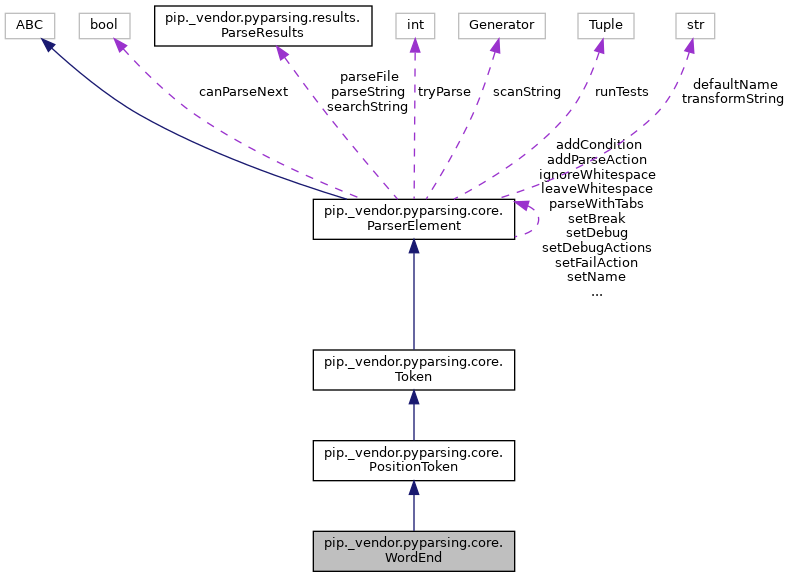 ABC
bool
pip._vendor.pyparsing.results.
ParseResults
int
Generator
Tuple
str
canParseNext
parseFile
parseString
searchString
tryParse
scanString
runTests
defaultName
transformString
addCondition
addParseAction
ignoreWhitespace
leaveWhitespace
parseWithTabs
setBreak
setDebug
setDebugActions
setFailAction
setName
...
pip._vendor.pyparsing.core.
ParserElement
pip._vendor.pyparsing.core.
Token
pip._vendor.pyparsing.core.
PositionToken
pip._vendor.pyparsing.core.
WordEnd